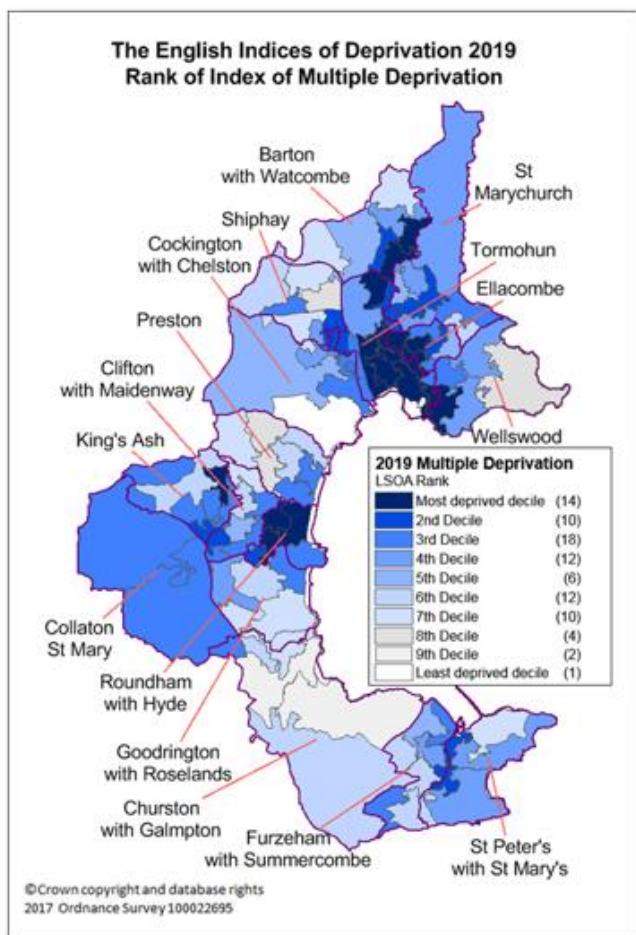 The English Indices of Deprivation 2019
Rank of Index of Multiple Deprivation
Barton
with Watcombe
St
Marychurch
Shiphay
Cockington
with Chelston
Tormohun
Ellacombe
Preston
Clifton
with Maidenway
King's Ash
Wellswood
2019 Multiple Deprivation
LSOA Rank
Most deprived decile (14)
2nd Decile (10)
3rd Decile (18)
4th Decile (12)
5th Decile (6)
6th Decile (12)
7th Decile (10)
8th Decile (4)
9th Decile (2)
Least deprived decile (1)
Collaton
St Mary
Roundham
with Hyde
Goodrington
with Roselands
Churston
with Galmpton
Furzeham
with Summercombe
St Peter's
with St Mary's
©Crown copyright and database rights
2017 Ordnance Survey 100022695